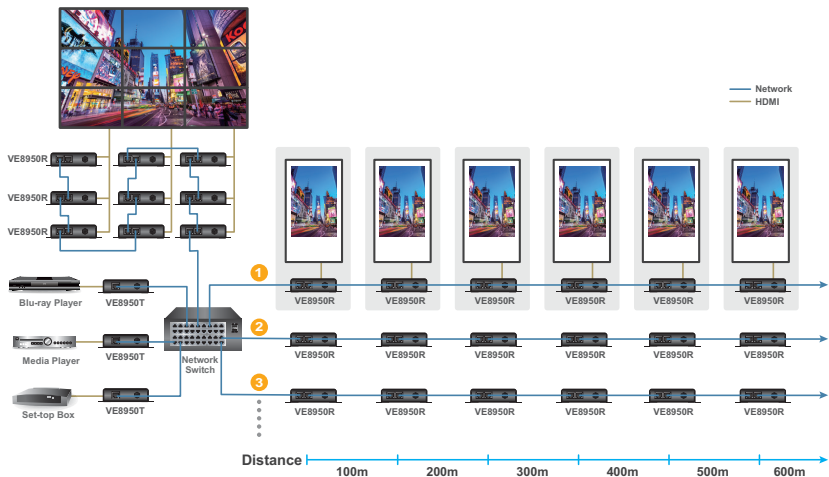 Network
HDMI
VE8950R
VE8950R
VE8950R
1
Blu-ray Player
VE8950T
VE8950R
VE8950R
VE8950R
VE8950R
VE8950R
VE8950R
2
Media Player
VE8950T
Network
Switch
VE8950R
VE8950R
VE8950R
VE8950R
VE8950R
VE8950R
3
Set-top Box
VE8950T
VE8950R
VE8950R
VE8950R
VE8950R
VE8950R
VE8950R
Distance
100m
200m
300m
400m
500m
600m